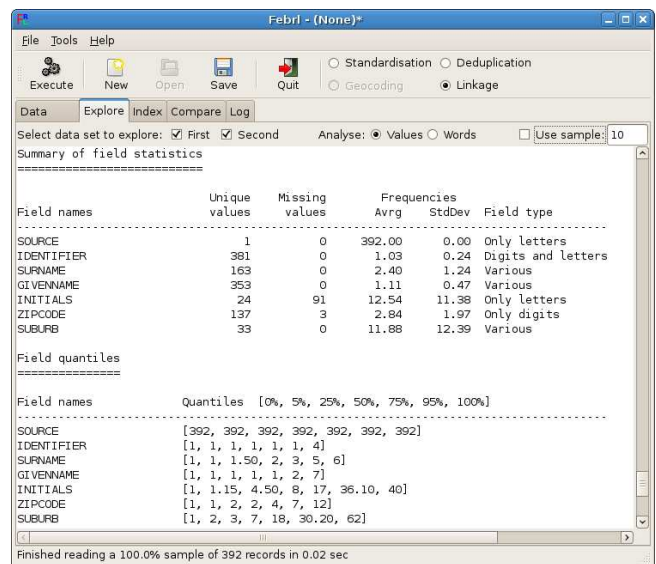 Febrl - (None)*
File Tools Help
Execute New Open Save Quit Standardisation Deduplication
Geocoding Linkage
Data Explore Index Compare Log
Select data set to explore: First Second Analyse: Values Words Use sample: 10
Summary of field statistics
============================
Unique Missing Frequencies
Field names values values Avrg StdDev Field type
SOURCE 1 0 392.00 0.00 Only letters
IDENTIFIER 381 0 1.03 0.24 Digits and letters
SURNAME 163 0 2.40 1.24 Various
GIVENNAME 353 0 1.11 0.47 Various
INITIALS 24 91 12.54 11.38 Only letters
ZIPCODE 137 3 2.84 1.97 Only digits
SUBURB 33 0 11.88 12.39 Various
Field quantiles
===============
Field names Quantiles [0%, 5%, 25%, 50%, 75%, 95%, 100%]
SOURCE [392, 392, 392, 392, 392, 392, 392]
IDENTIFIER [1, 1, 1, 1, 1, 1, 4]
SURNAME [1, 1, 1.50, 2, 3, 5, 6]
GIVENNAME [1, 1, 1, 1, 1, 2, 7]
INITIALS [1, 1.15, 4.50, 8, 17, 36.10, 40]
ZIPCODE [1, 1, 2, 2, 4, 7, 12]
SUBURB [1, 2, 3, 7, 18, 30.20, 62]
Finished reading a 100.0% sample of 392 records in 0.02 sec